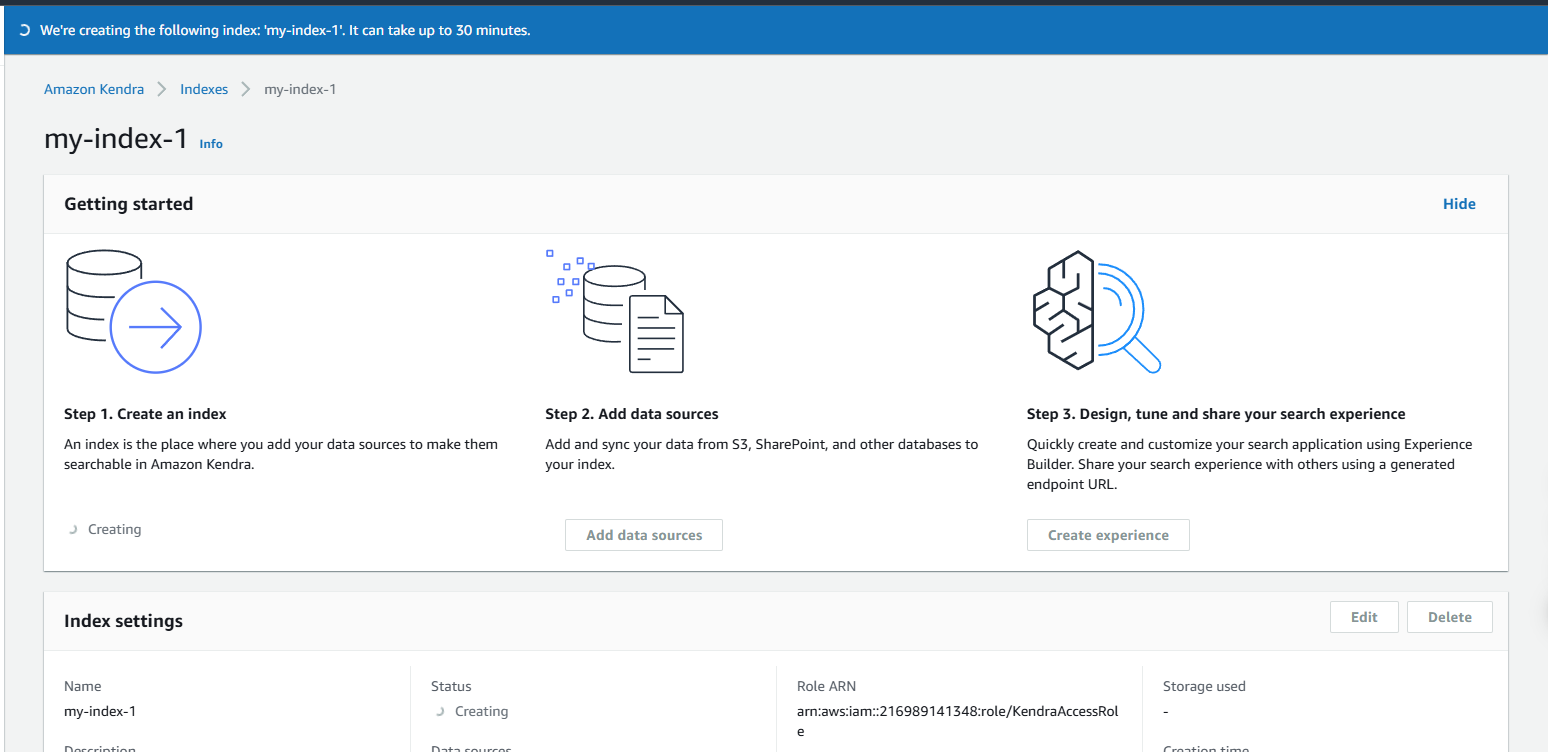 We're creating the following index: 'my-index-1'. It can take up to 30 minutes.
Amazon Kendra Indexes my-index-1
my-index-1 Info
Getting started Hide
Step 1. Create an index
An index is the place where you add your data sources to make them
searchable in Amazon Kendra.
Creating
Step 2. Add data sources
Add and sync your data from S3, SharePoint, and other databases to
your index.
Add data sources
Step 3. Design, tune and share your search experience
Quickly create and customize your search application using Experience
Builder. Share your search experience with others using a generated
endpoint URL.
Create experience
Index settings Edit Delete
Name
my-index-1
Status
Creating
Role ARN
arn:aws:iam::216989141348:role/KendraAccessRol
e
Storage used
-
Description Data sources Creation time